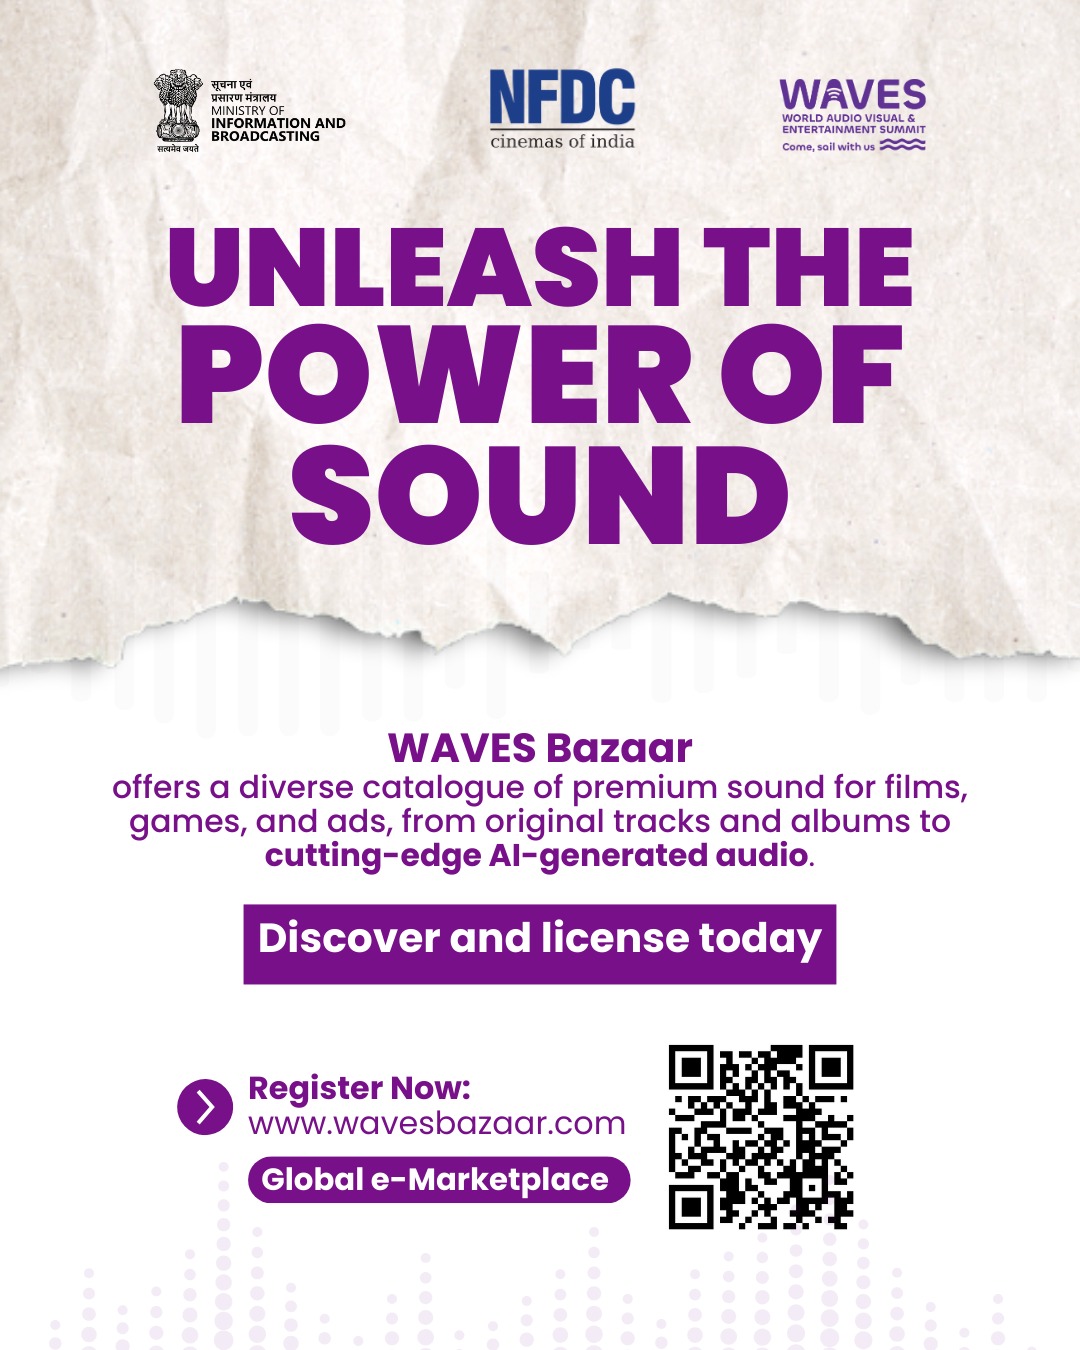 सूचना एवं
प्रसारण मंत्रालय
MINISTRY OF
INFORMATION AND
BROADCASTING
सत्यमेव जयते
NFDC
cinemas of india
WAVES
WORLD AUDIO VISUAL &
ENTERTAINMENT SUMMIT
Come, sail with us
UNLEASH THE
POWER OF
SOUND
WAVES Bazaar
offers a diverse catalogue of premium sound for films,
games, and ads, from original tracks and albums to
cutting-edge AI-generated audio.
Discover and license today
Register Now:
www.wavesbazaar.com
Global e-Marketplace